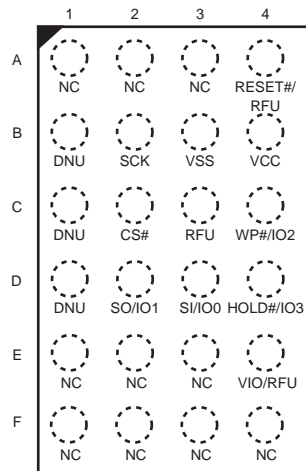 1 2 3 4
A
NC NC NC RESET#/
RFU
B
DNU SCK VSS VCC
C
DNU CS# RFU WP#/IO2
D
DNU SO/IO1 SI/IO0 HOLD#/IO3
E
NC NC NC VIO/RFU
F
NC NC NC NC